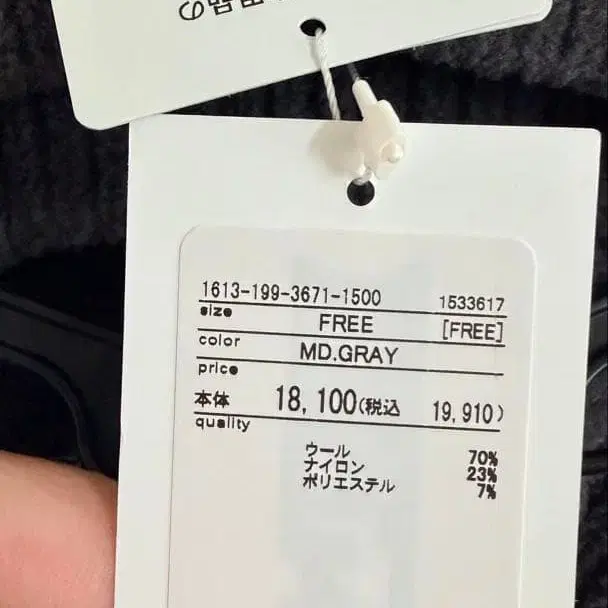 1613-199-3671-1500 1533617
size FREE [FREE]
color MD.GRAY
price
本体 18,100(税込 19,910)
quality
ウール 70%
ナイロン 23%
ポリエステル 7%